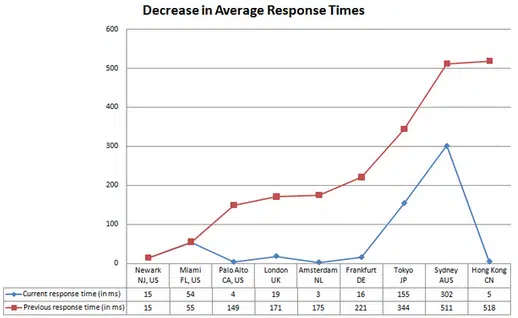 Decrease in Average Response Times
600
500
400
300
200
100
0
Newark Miami Palo Alto London Amsterdam Frankfurt Tokyo Sydney Hong Kong
NJ, US FL, US CA, US UK NL DE JP AUS CN
Current response time (in ms) 15 54 4 19 3 16 155 302 5
Previous response time (in ms) 15 55 149 171 175 221 344 511 518